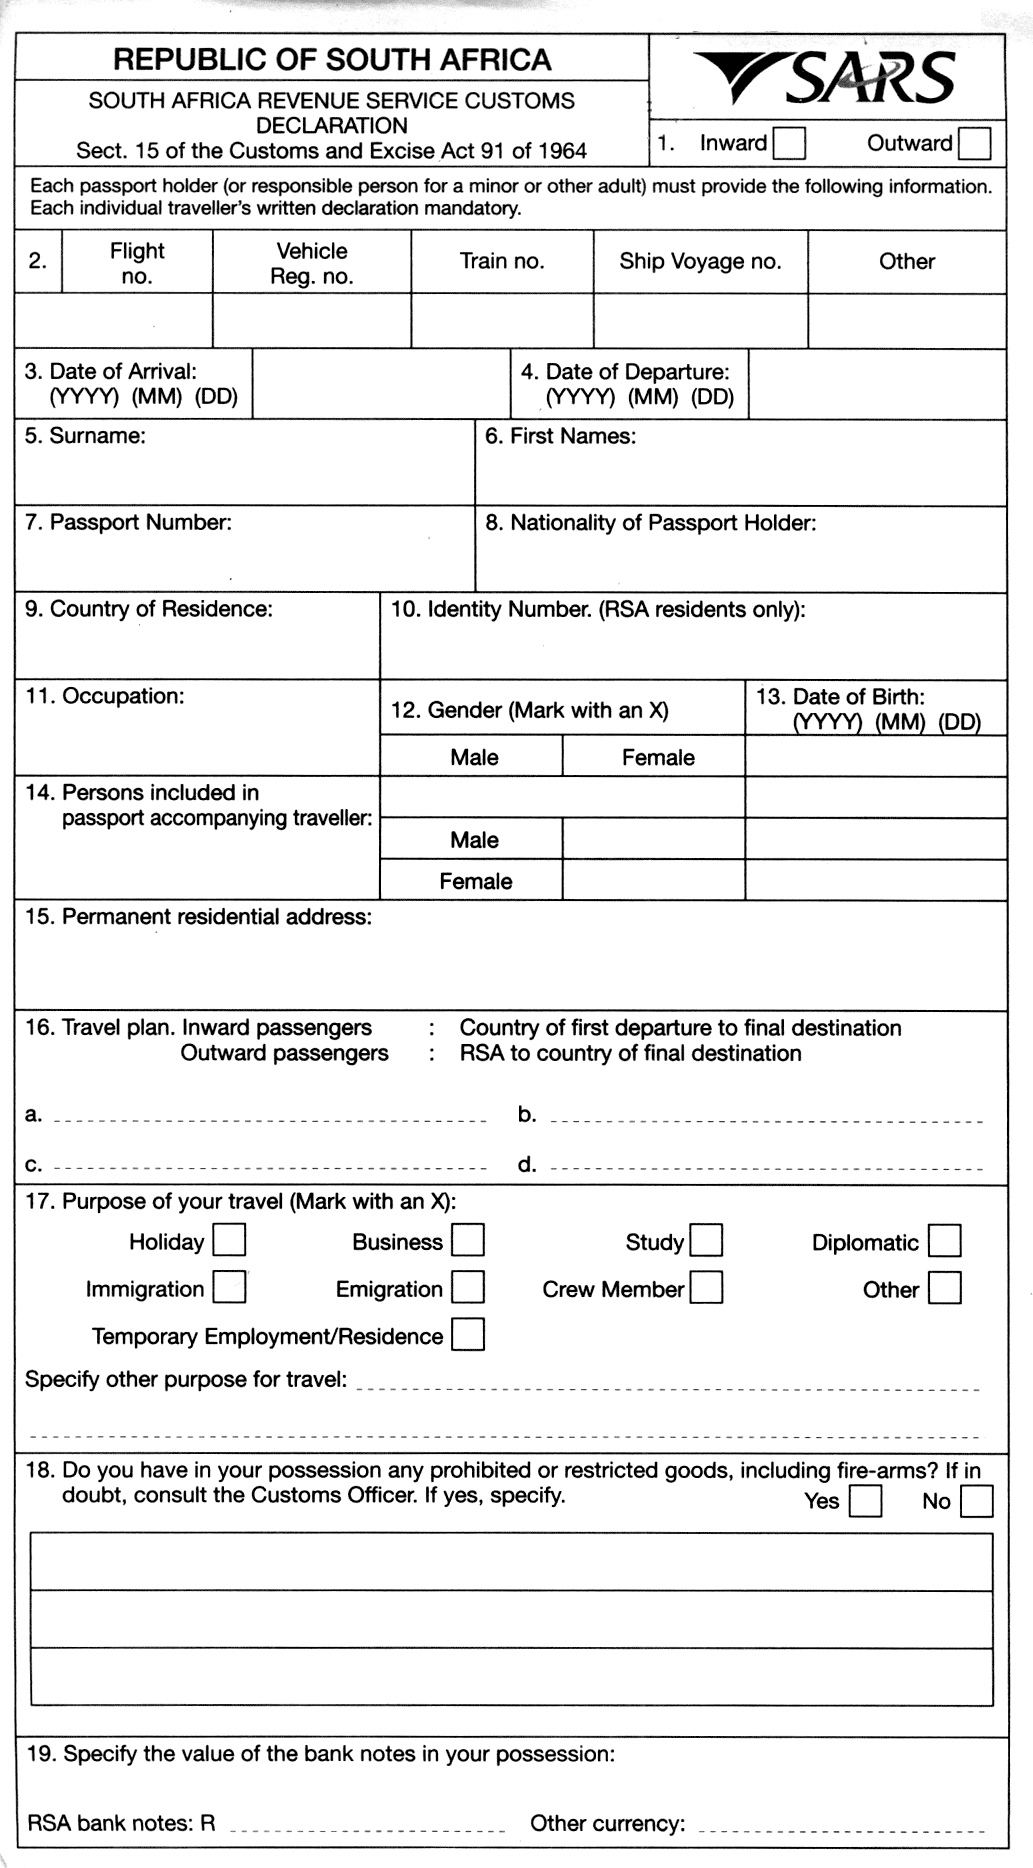 REPUBLIC OF SOUTH AFRICA
SARS
SOUTH AFRICA REVENUE SERVICE CUSTOMS
DECLARATION
Sect. 15 of the Customs and Excise Act 91 of 1964
1. Inward Outward
Each passport holder (or responsible person for a minor or other adult) must provide the following information.
Each individual traveller's written declaration mandatory.
2. Flight no. Vehicle Reg. no. Train no. Ship Voyage no. Other
3. Date of Arrival:
(YYYY) (MM) (DD)
4. Date of Departure:
(YYYY) (MM) (DD)
5. Surname: 6. First Names:
7. Passport Number: 8. Nationality of Passport Holder:
9. Country of Residence: 10. Identity Number. (RSA residents only):
11. Occupation:
12. Gender (Mark with an X)
13. Date of Birth:
(YYYY) (MM) (DD)
Male Female
14. Persons included in
passport accompanying traveller:
Male
Female
15. Permanent residential address:
16. Travel plan. Inward passengers : Country of first departure to final destination
Outward passengers : RSA to country of final destination
a. b.
c. d.
17. Purpose of your travel (Mark with an X):
Holiday Business Study Diplomatic
Immigration Emigration Crew Member Other
Temporary Employment/Residence
Specify other purpose for travel:
18. Do you have in your possession any prohibited or restricted goods, including fire-arms? If in
doubt, consult the Customs Officer. If yes, specify. Yes No
19. Specify the value of the bank notes in your possession:
RSA bank notes: R Other currency: